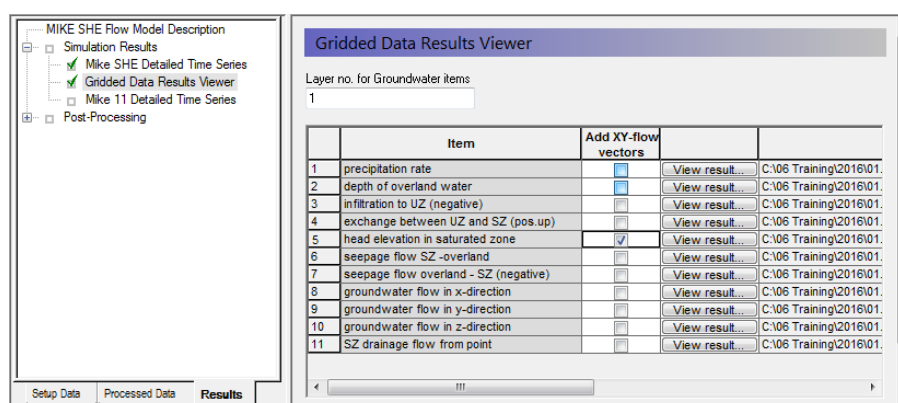 MIKE SHE Flow Model Description
Simulation Results
Mike SHE Detailed Time Series
Gridded Data Results Viewer
Mike 11 Detailed Time Series
Post-Processing
Setup Data Processed Data Results
Gridded Data Results Viewer
Layer no. for Groundwater items
1
Item Add XY-flow vectors
1 precipitation rate View result... C:\06 Training\2016\01.
2 depth of overland water View result... C:\06 Training\2016\01.
3 infiltration to UZ (negative) View result... C:\06 Training\2016\01.
4 exchange between UZ and SZ (pos.up) View result... C:\06 Training\2016\01.
5 head elevation in saturated zone View result... C:\06 Training\2016\01.
6 seepage flow SZ -overland View result... C:\06 Training\2016\01.
7 seepage flow overland - SZ (negative) View result... C:\06 Training\2016\01.
8 groundwater flow in x-direction View result... C:\06 Training\2016\01.
9 groundwater flow in y-direction View result... C:\06 Training\2016\01.
10 groundwater flow in z-direction View result... C:\06 Training\2016\01.
11 SZ drainage flow from point View result... C:\06 Training\2016\01.